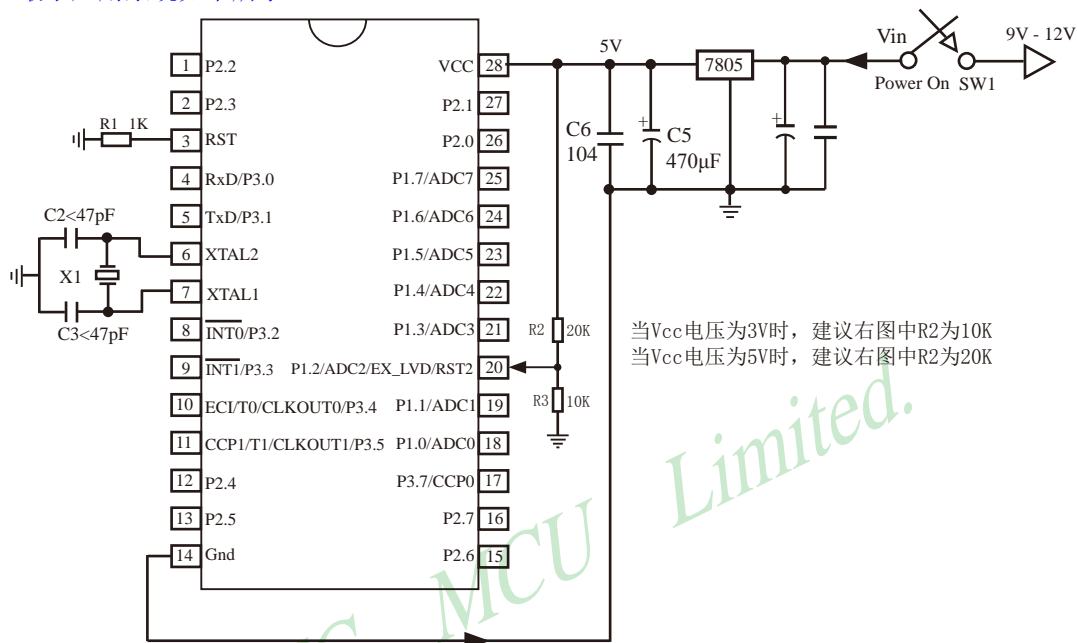 5V
Vin
9V - 12V
7805
Power On SW1
1 P2.2
VCC 28
2 P2.3
P2.1 27
R1 1K
3 RST
P2.0 26
C6
104
+
C5
470μF
+
4 RxD/P3.0
P1.7/ADC7 25
C2<47pF
5 TxD/P3.1
P1.6/ADC6 24
6 XTAL2
P1.5/ADC5 23
X1
7 XTAL1
P1.4/ADC4 22
C3<47pF
8 INT0/P3.2
P1.3/ADC3 21
R2 20K
当Vcc电压为3V时，建议右图中R2为10K
当Vcc电压为5V时，建议右图中R2为20K
9 INT1/P3.3
P1.2/ADC2/EX_LVD/RST2 20
10 ECI/T0/CLKOUT0/P3.4
P1.1/ADC1 19
R3 10K
11 CCP1/T1/CLKOUT1/P3.5
P1.0/ADC0 18
12 P2.4
P3.7/CCP0 17
13 P2.5
P2.7 16
14 Gnd
P2.6 15
MCU Limited.